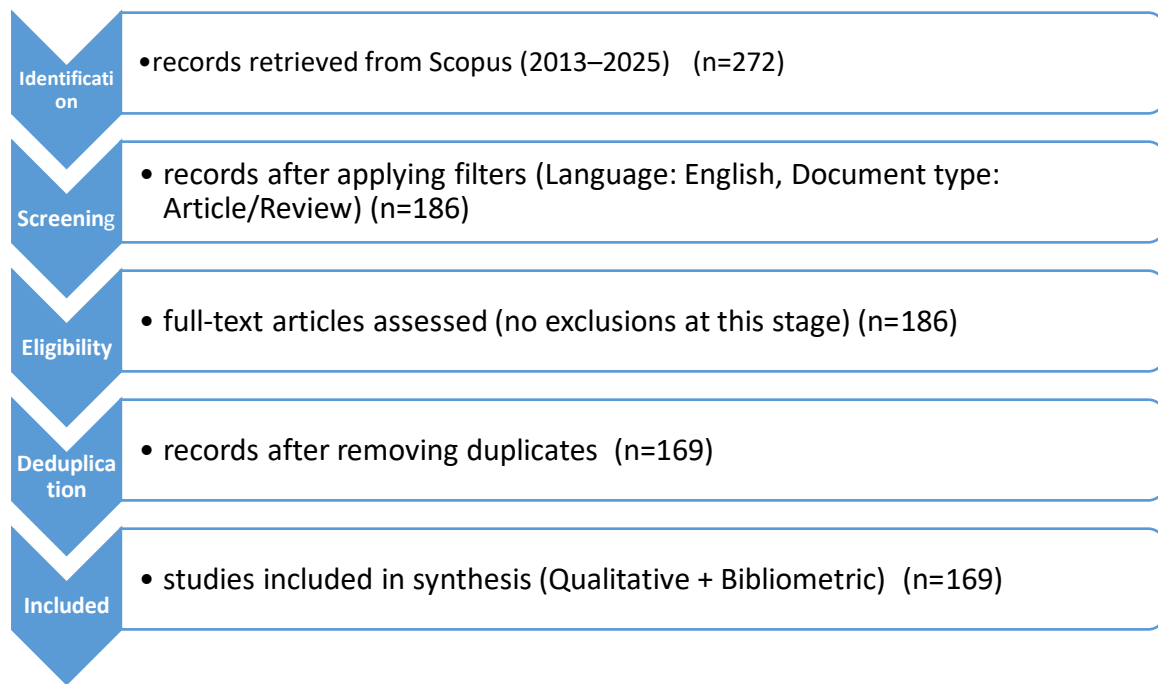 Identificati
on
•records retrieved from Scopus (2013–2025) (n=272)
Screening
• records after applying filters (Language: English, Document type:
Article/Review) (n=186)
Eligibility
• full-text articles assessed (no exclusions at this stage) (n=186)
Deduplica
tion
• records after removing duplicates (n=169)
Included
• studies included in synthesis (Qualitative + Bibliometric) (n=169)